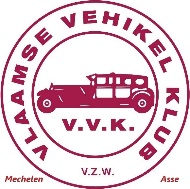 VLAAMSE VEHIKEL KLUB
V.V.K.
V.Z.W.
Mechelen Asse